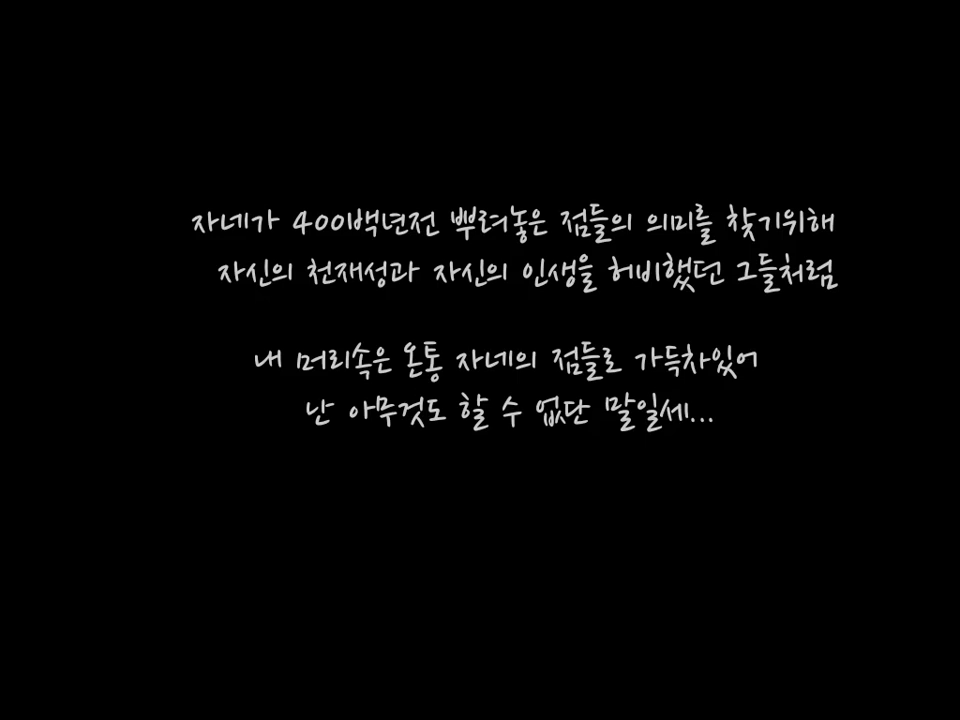 자네가 400백년전 뿌려놓은 점들의 의미를 찾기위해
자신의 천재성과 자신의 인생을 허비했던 그들처럼
내 머리속은 온통 자네의 점들로 가득차있어
난 아무것도 할 수 없단 말일세...